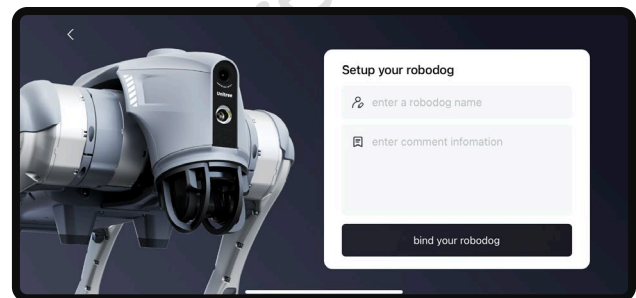 Unitree
Setup your robodog
enter a robodog name
enter comment infomation
bind your robodog